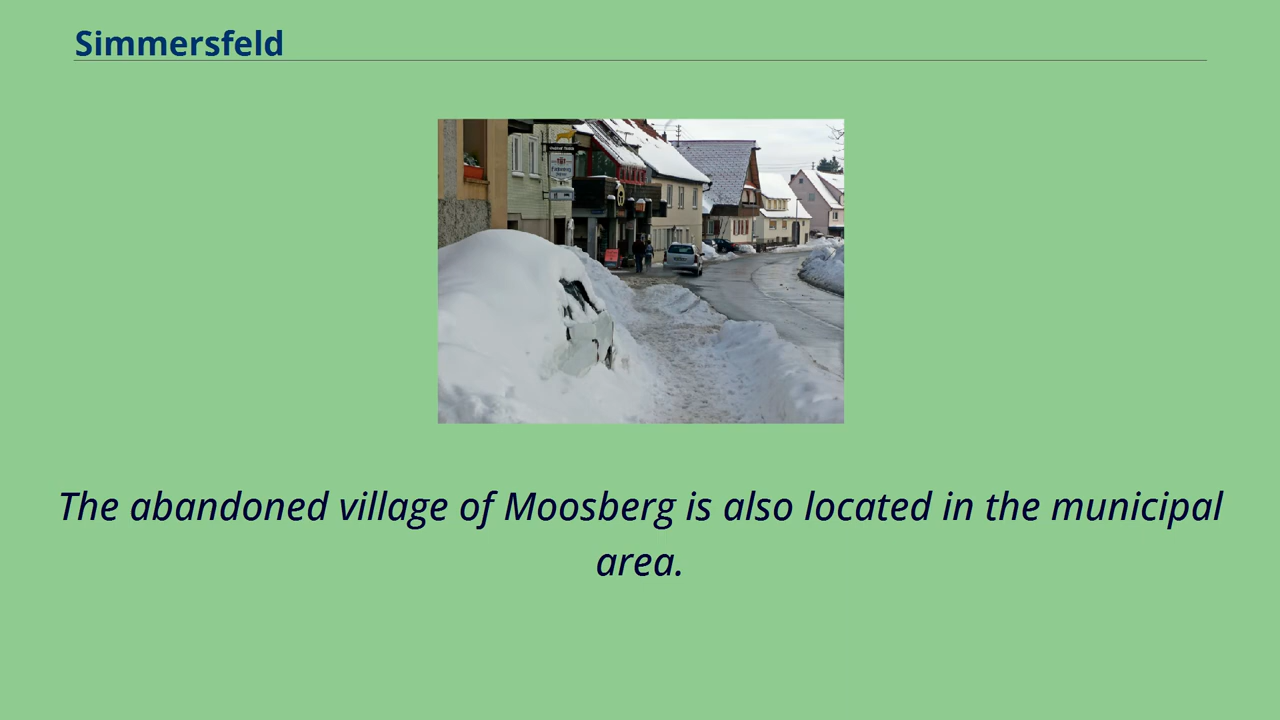 Simmersfeld
The abandoned village of Moosberg is also located in the municipal
area.